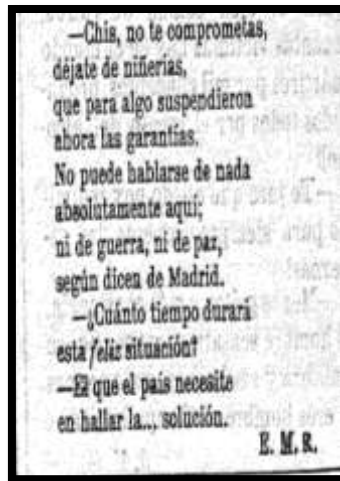 —Chis, no te comprometas,
déjate de niñerias,
que para algo suspendieron
ahora las garantías.
No puede hablarse de nada
absolutamente aquí;
ni de guerra, ni de paz,
según dicen de Madrid.
—¿Cuánto tiempo durará
esta feliz situación?
—El que el pais necesite
en hallar la... solución.
E. M. R.